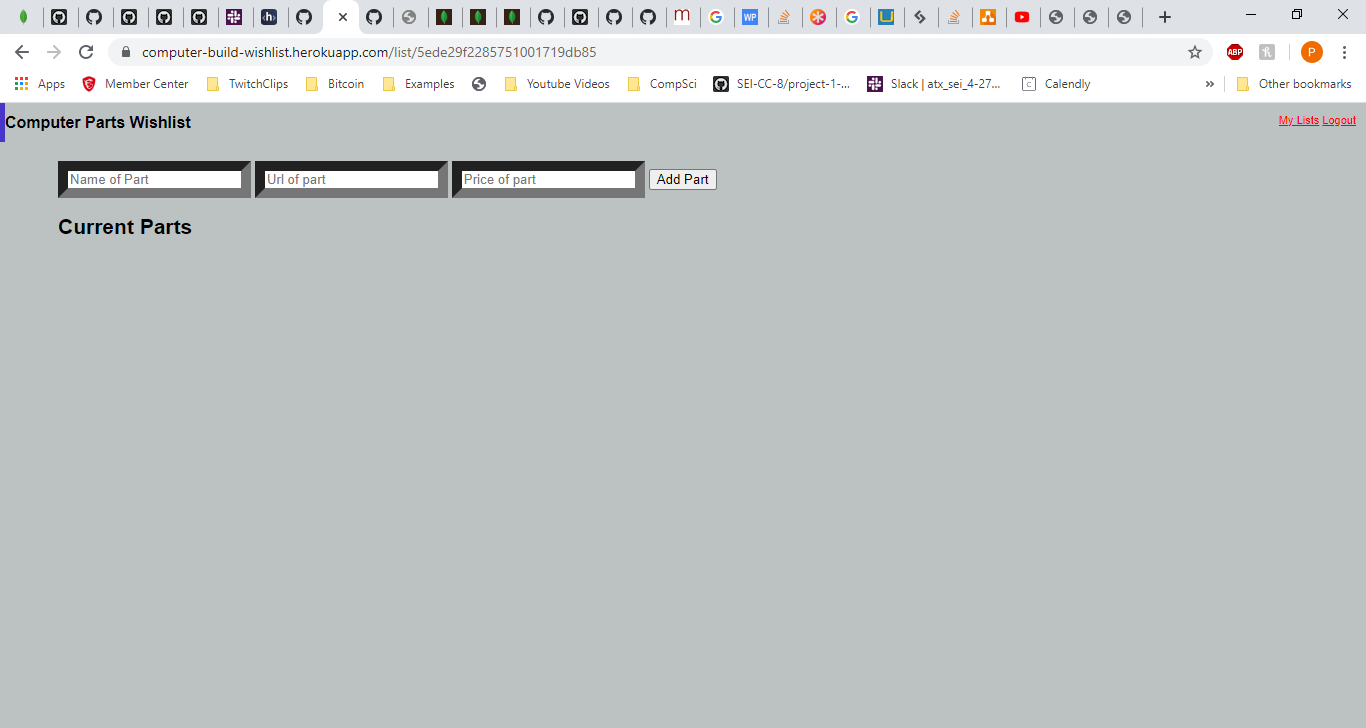 computer-build-wishlist.herokuapp.com/list/5ede29f2285751001719db85
ABP
P
Apps
Member Center
TwitchClips
Bitcoin
Examples
Youtube Videos
CompSci
SEI-CC-8/project-1-...
Slack | atx_sei_4-27...
Calendly
»
Other bookmarks
Computer Parts Wishlist
My Lists Logout
Name of Part
Url of part
Price of part
Add Part
Current Parts